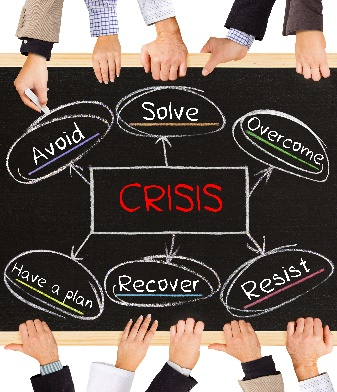 Solve
Avoid
Overcome
CRISIS
Have a plan
Recover
Resist